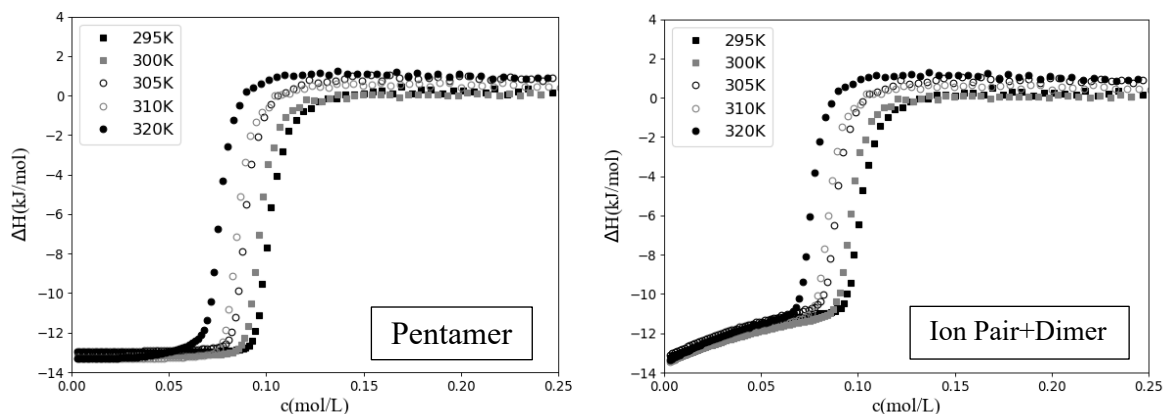 4
2
0
−2
−4
−6
−8
−10
−12
−14
ΔH(kJ/mol)
295K
300K
305K
310K
320K
Pentamer
0.00 0.05 0.10 0.15 0.20 0.25
c(mol/L)
4
2
0
−2
−4
−6
−8
−10
−12
−14
ΔH(kJ/mol)
295K
300K
305K
310K
320K
Ion Pair+Dimer
0.00 0.05 0.10 0.15 0.20 0.25
c(mol/L)